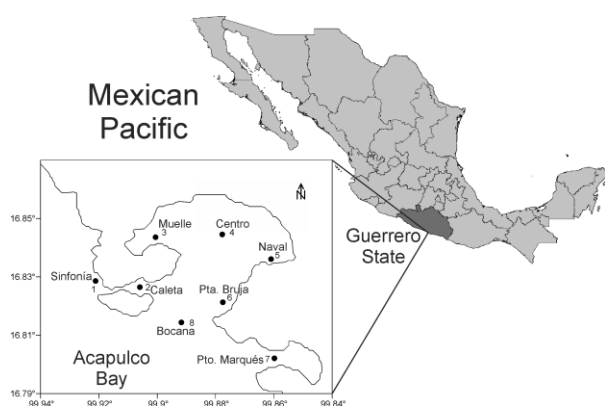 Mexican
Pacific
N
16.85
Muelle
3
Centro
4
Guerrero
State
Naval
5
16.83
Sinfonía
1
2
Caleta
Pta. Bruja
6
8
Bocana
16.81
Acapulco
Bay
Pto. Marqués
7
16.79
99.94
99.92
99.9
99.88
99.86
99.84